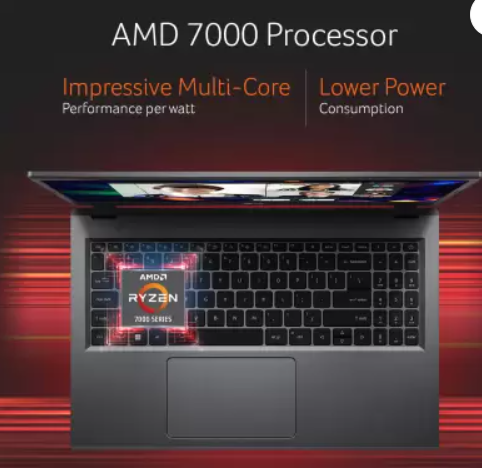 AMD 7000 Processor
Impressive Multi-Core
Performance per watt
Lower Power
Consumption
AMD
RYZEN
7000 SERIES